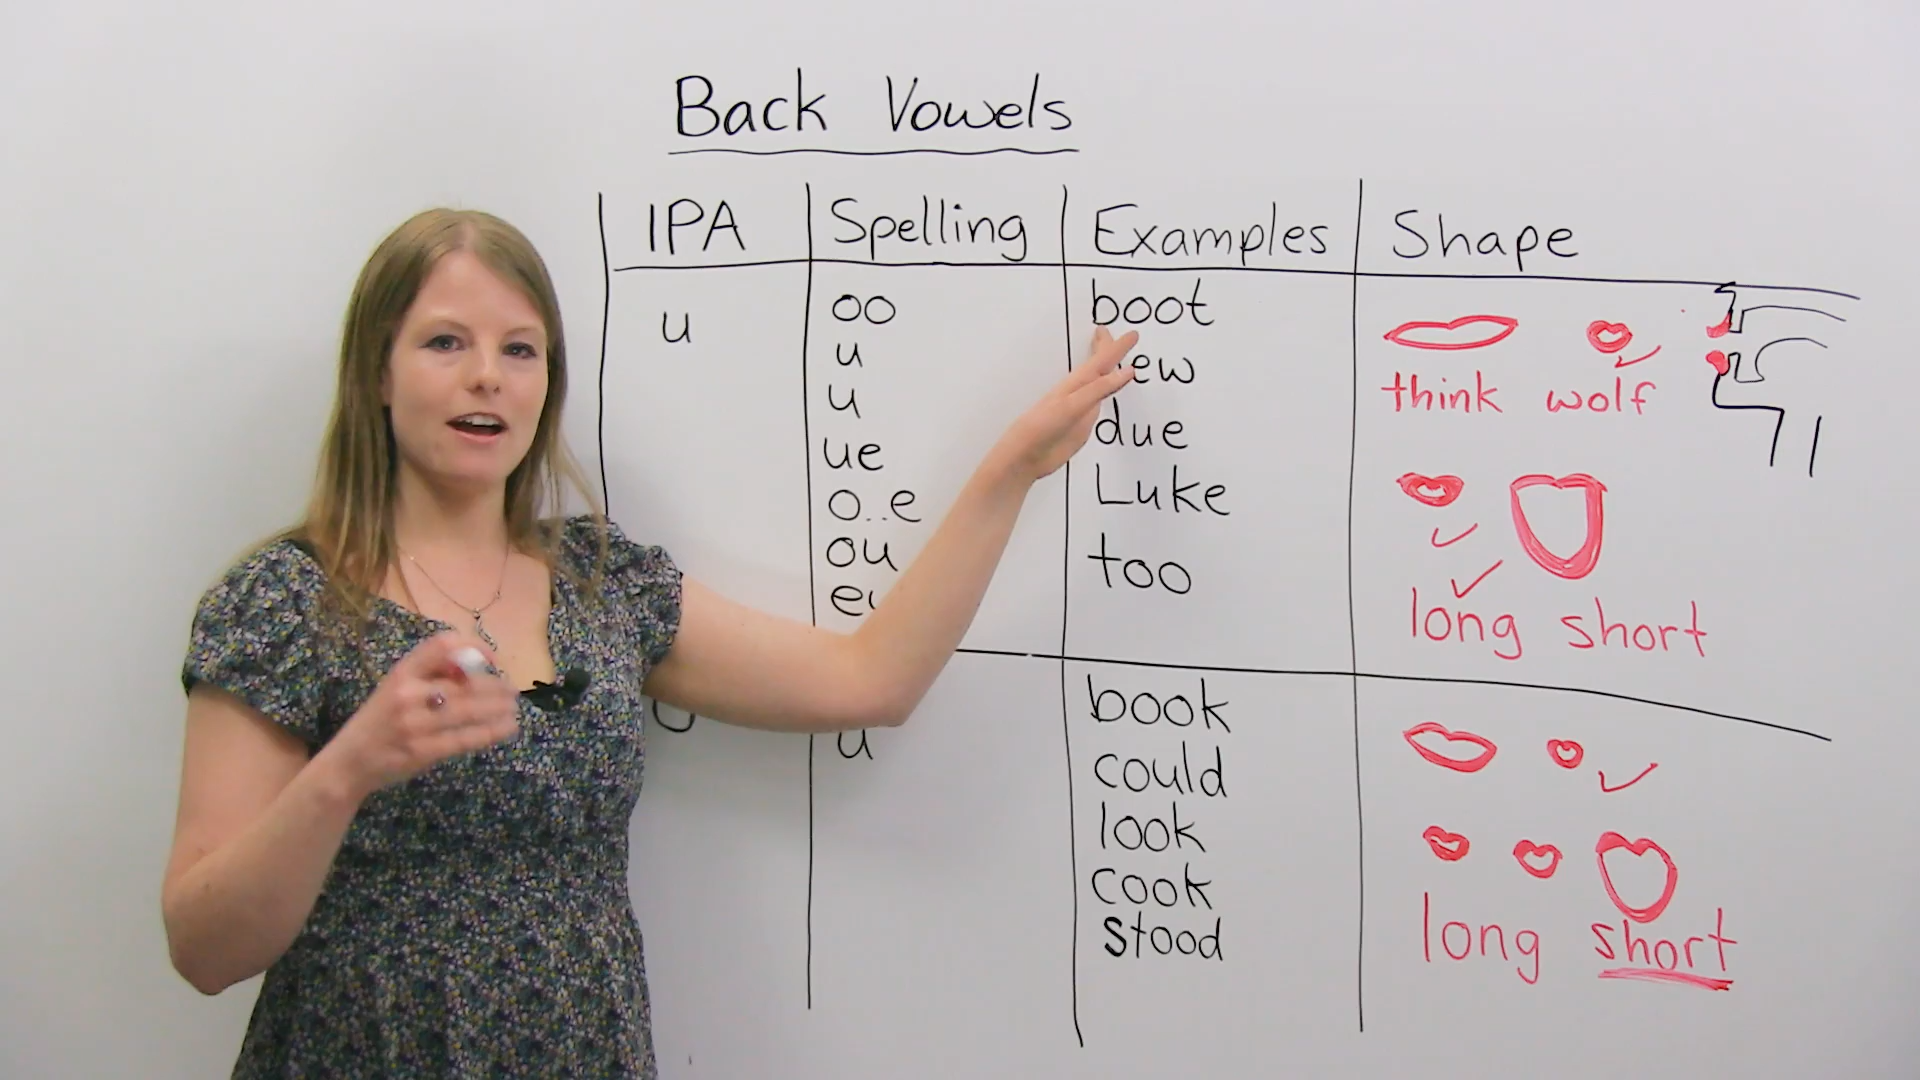 Back Vowels
IPA Spelling Examples Shape
u
oo
u
u
ue
o..e
ou
boot
due
Luke
too
think wolf
long short
u
book
could
look
cook
stood
long short